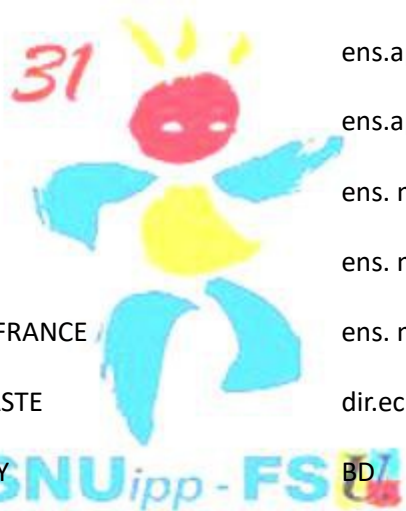 31
ens.a
ens.a
ens. n
ens. n
FRANCE ens. n
STE dir.ec
Y BD
SNUipp - FSU